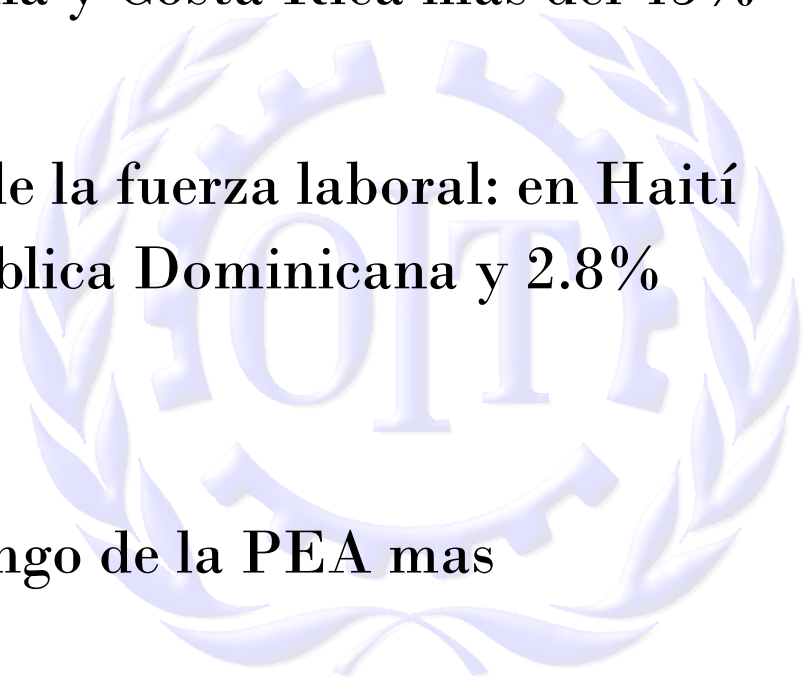 y Costa Rica mas del
de la fuerza laboral: en Haití
blica Dominicana y 2.8%
ngo de la PEA mas
OIT